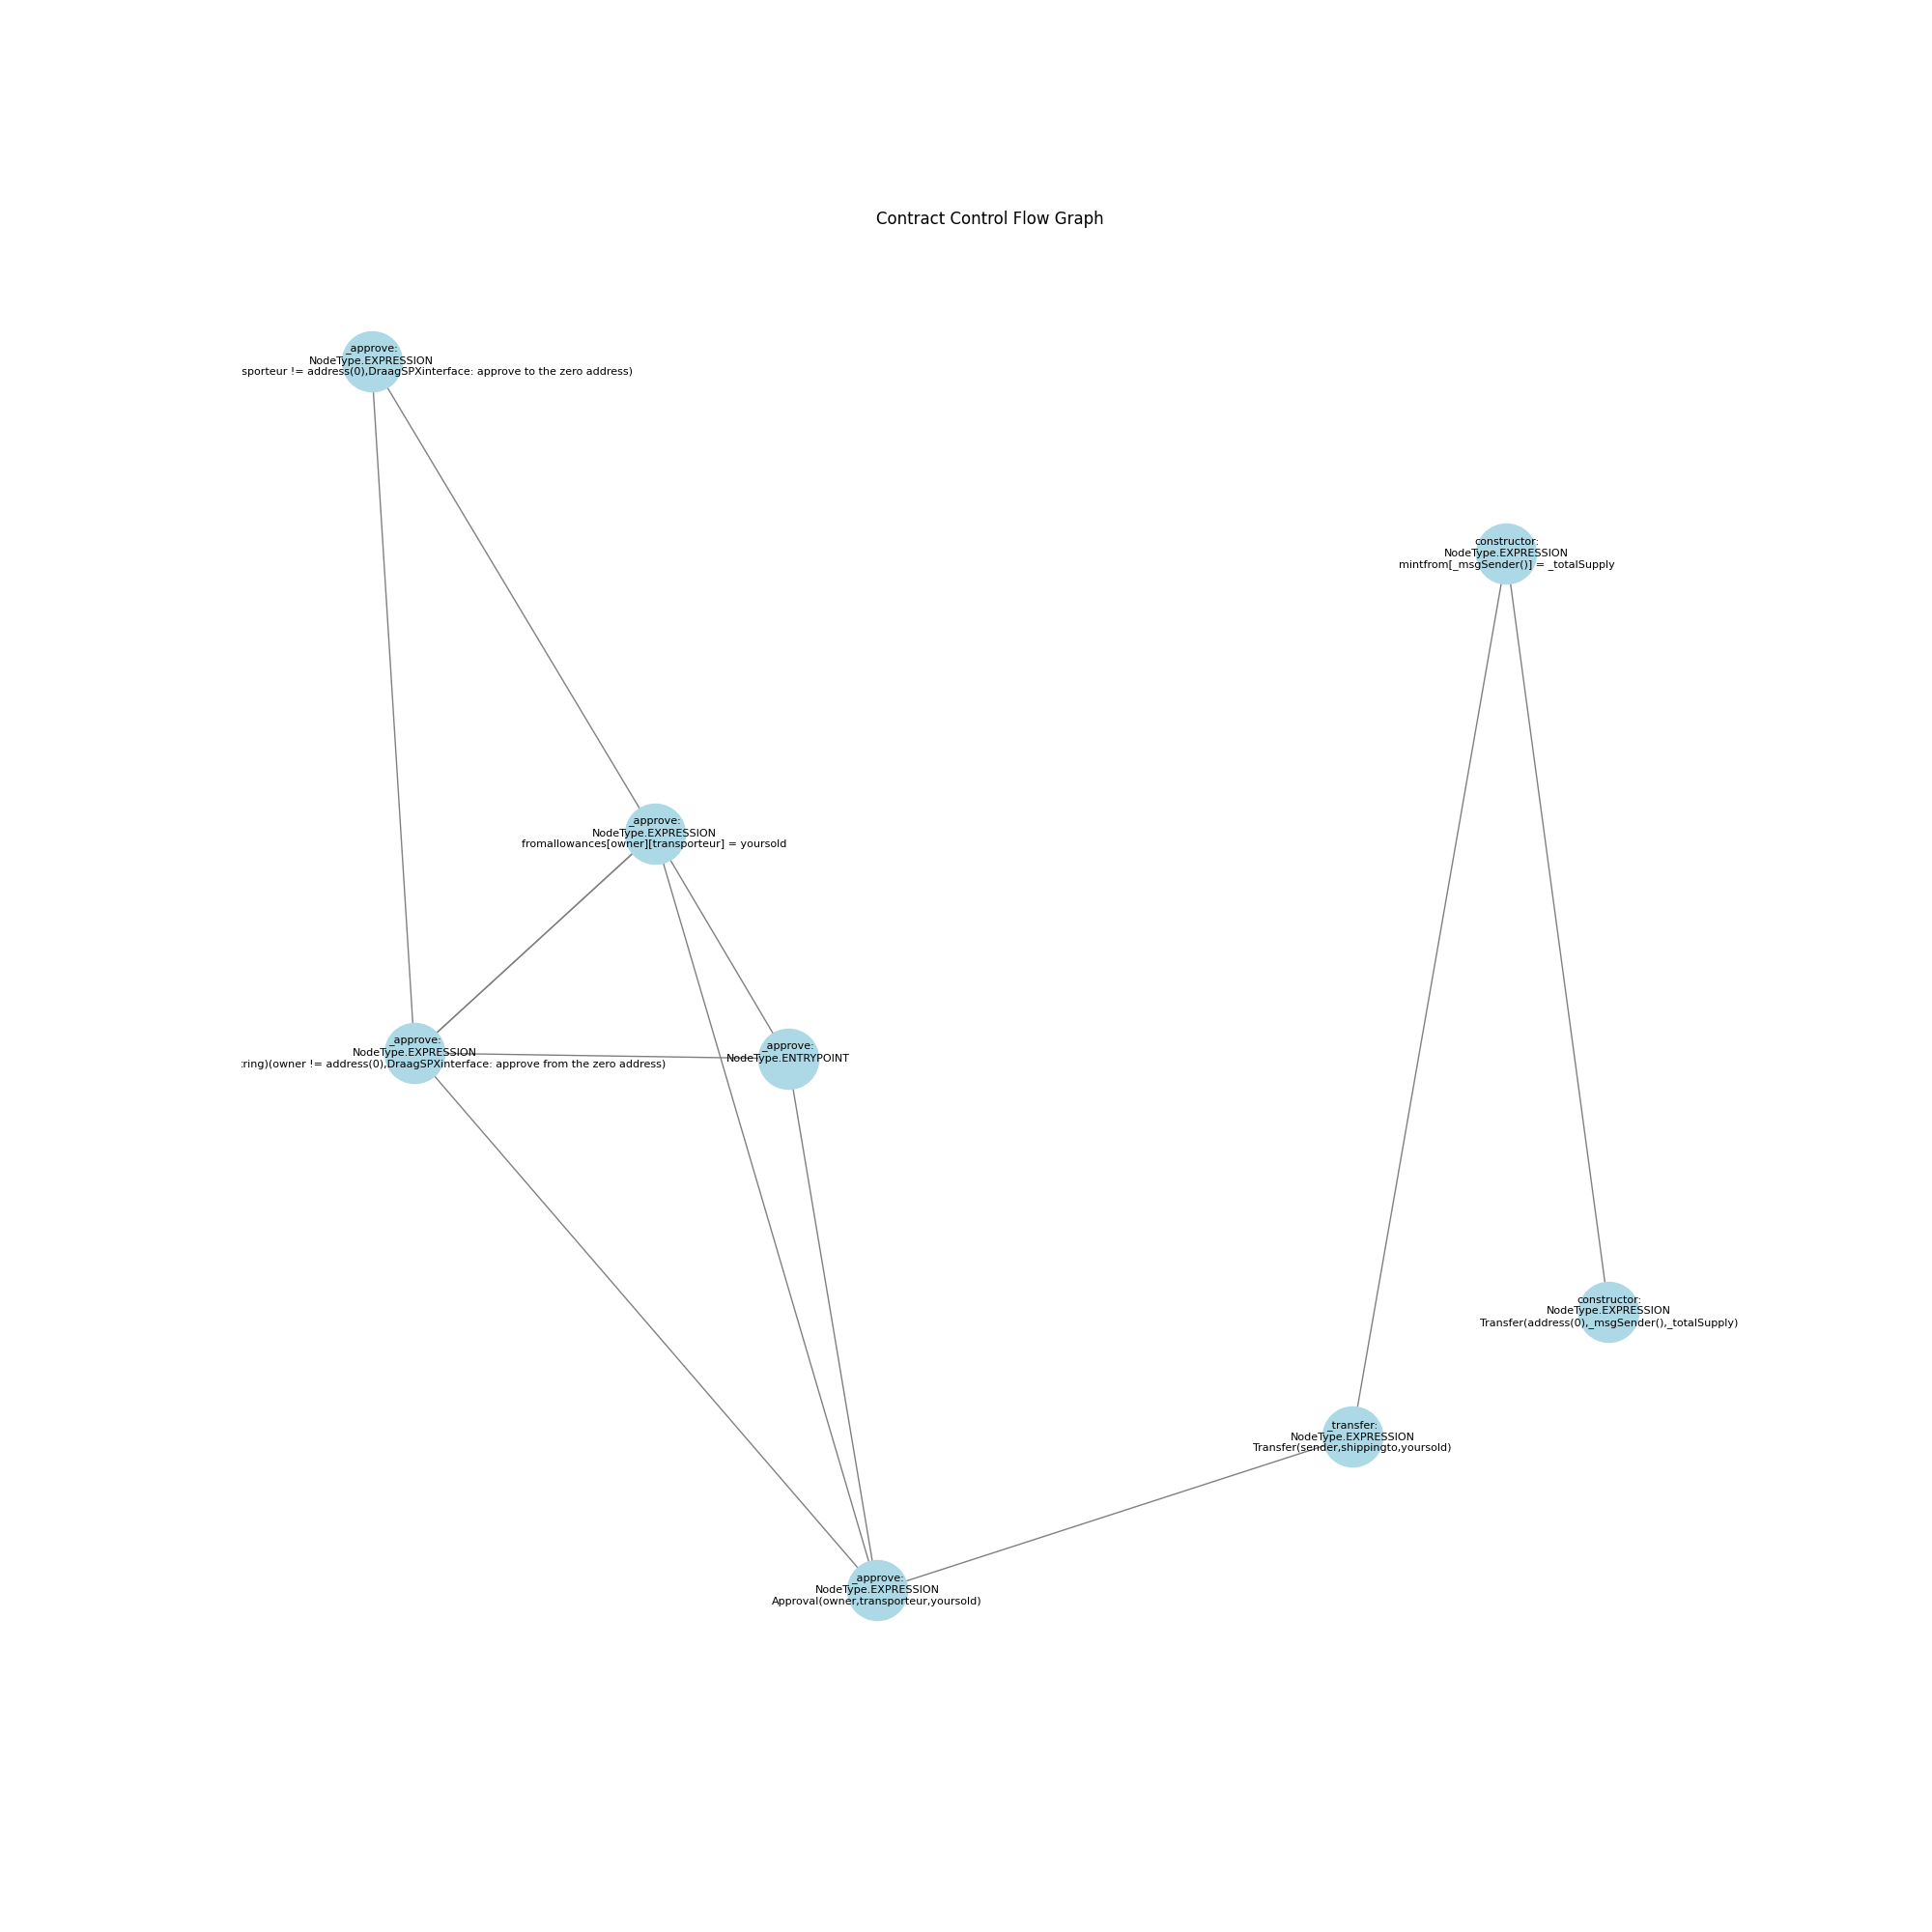 Contract Control Flow Graph
_approve:
NodeType.EXPRESSION
sporteur != address(0),DraagSPXinterface: approve to the zero address)
constructor:
NodeType.EXPRESSION
mintfrom[_msgSender()] = _totalSupply
_approve:
NodeType.EXPRESSION
fromallowances[owner][transporteur] = yoursold
_approve:
NodeType.EXPRESSION
tring)(owner != address(0),DraagSPXinterface: approve from the zero address)
_approve:
NodeType.ENTRYPOINT
constructor:
NodeType.EXPRESSION
Transfer(address(0),_msgSender(),_totalSupply)
_transfer:
NodeType.EXPRESSION
Transfer(sender,shippingto,yoursold)
_approve:
NodeType.EXPRESSION
Approval(owner,transporteur,yoursold)